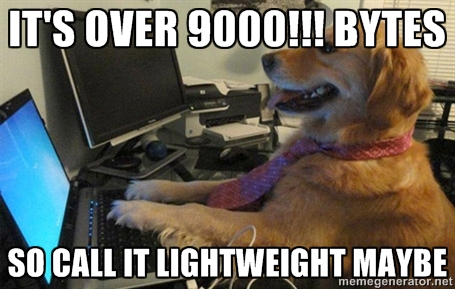 IT'S OVER 9000!!! BYTES
SO CALL IT LIGHTWEIGHT MAYBE
memegenerator.net